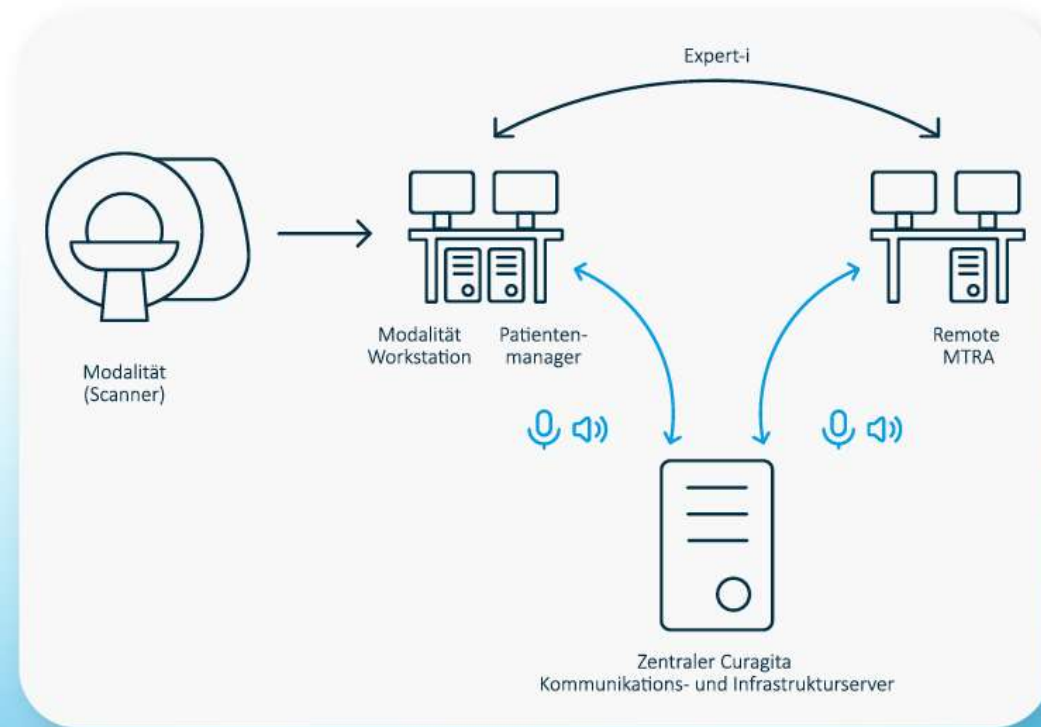 Expert-i
Modalität
(Scanner)
Modalität
Workstation
Patienten-
manager
Remote
MTRA
Zentraler Curagita
Kommunikations- und Infrastrukturserver